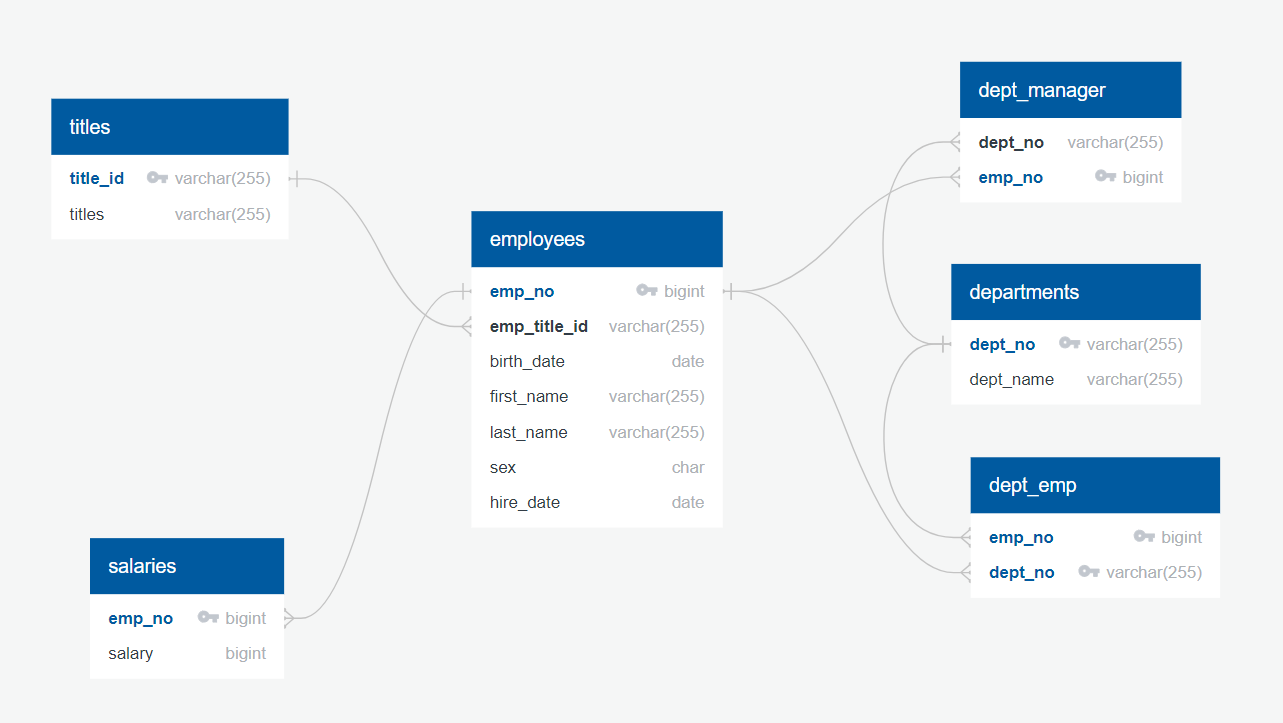 titles
title_id varchar(255)
titles varchar(255)
employees
emp_no bigint
emp_title_id varchar(255)
birth_date date
first_name varchar(255)
last_name varchar(255)
sex char
hire_date date
salaries
emp_no bigint
salary bigint
dept_manager
dept_no varchar(255)
emp_no bigint
departments
dept_no varchar(255)
dept_name varchar(255)
dept_emp
emp_no bigint
dept_no varchar(255)